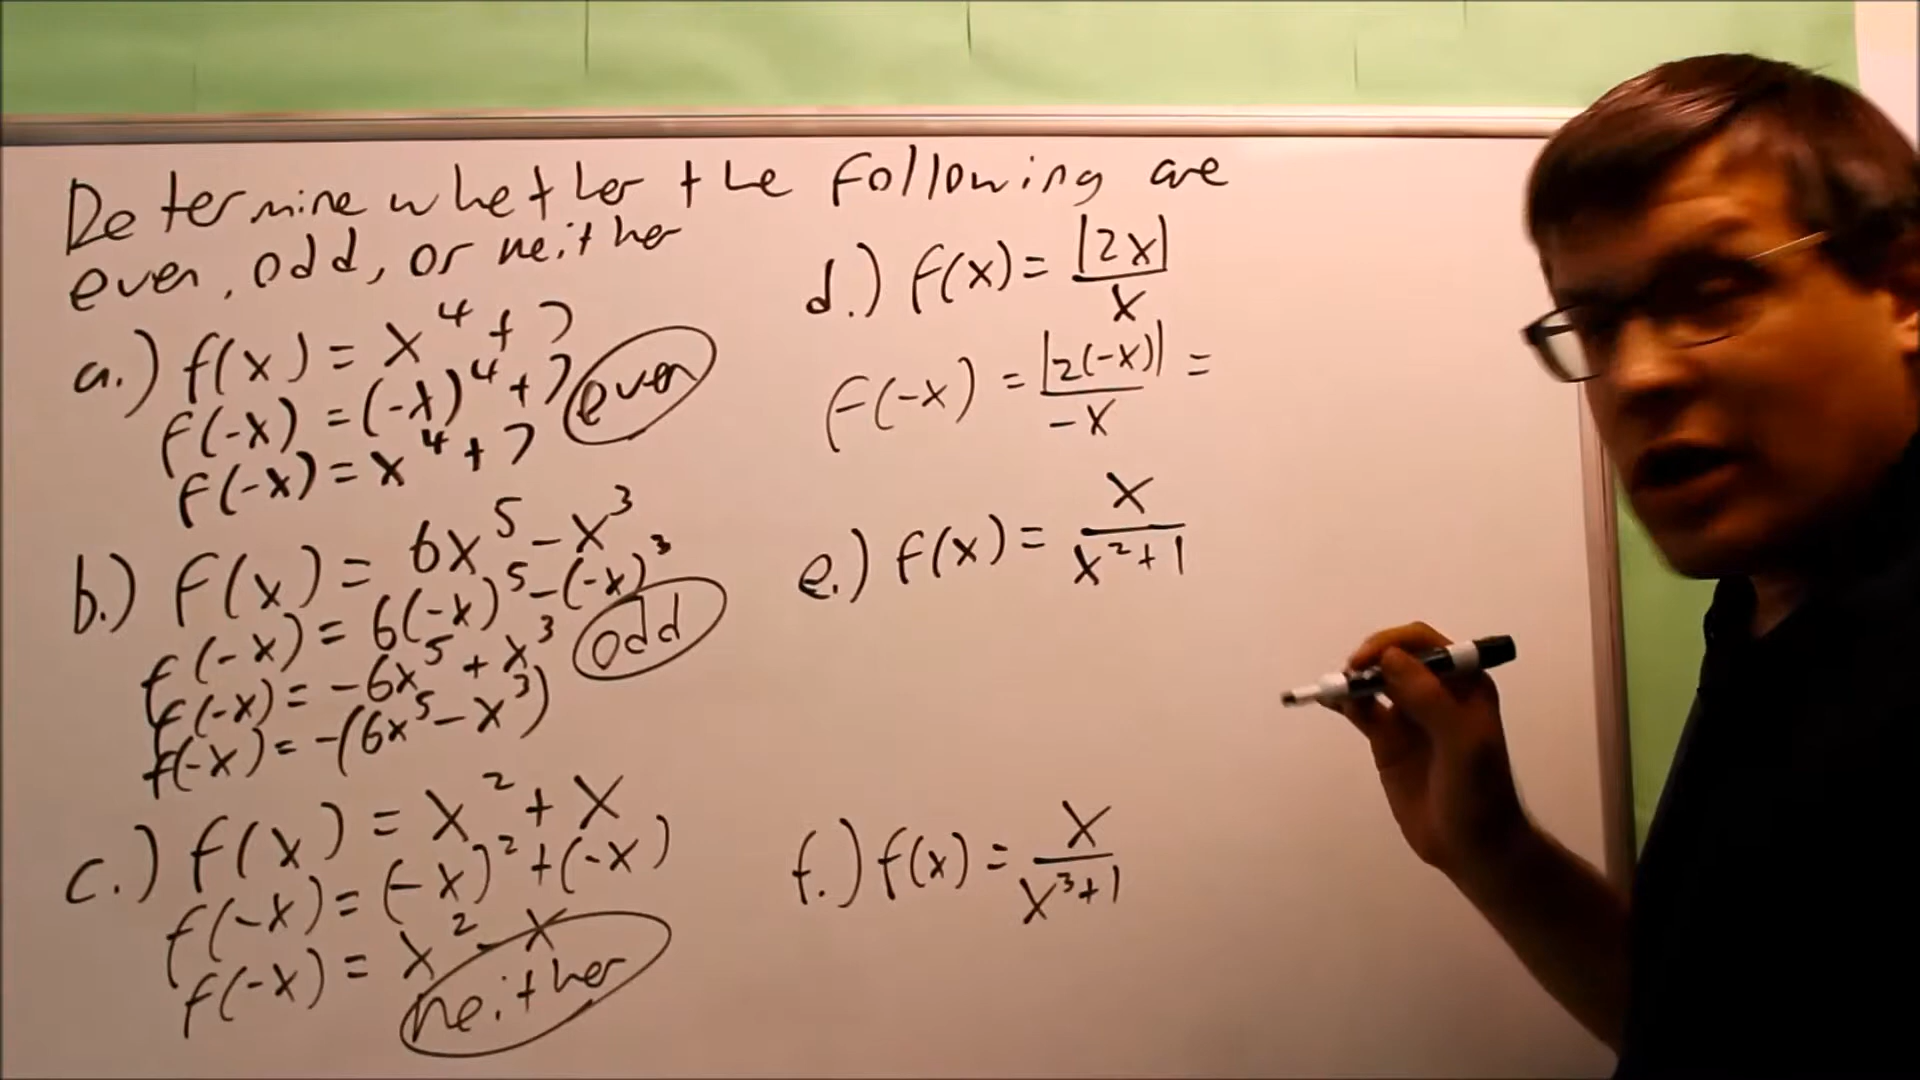 Determine whether the following are
even, odd, or neither
a.) f(x) = x⁴ + 7
f(-x) = (-x)⁴ + 7
f(-x) = x⁴ + 7
even
b.) f(x) = 6x⁵ - x³
f(-x) = 6(-x)⁵ - (-x)³
f(-x) = -6x⁵ + x³
f(-x) = -(6x⁵ - x³)
odd
c.) f(x) = x² + x
f(-x) = (-x)² + (-x)
f(-x) = x² - x
neither
d.) f(x) = |2x| / x
f(-x) = |2(-x)| / -x =
e.) f(x) = x / x² + 1
f.) f(x) = x / x³ + 1